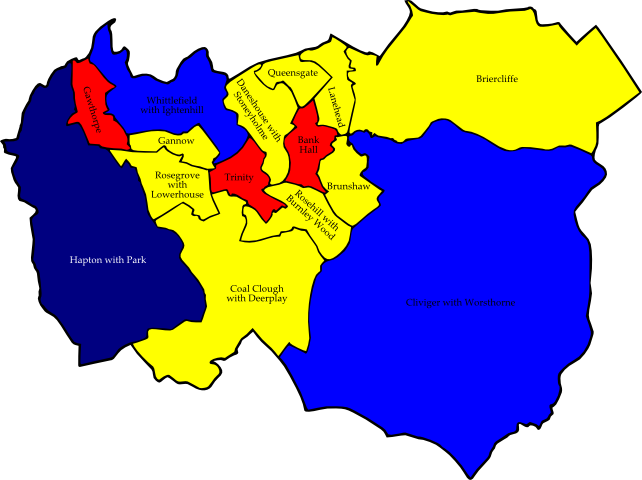 Queensgate
Briercliffe
Daneshouse with
Stoneyholme
Lanehead
Gawthorpe
Whittlefield
with Ightenhill
Gannow
Bank
Hall
Trinity
Rosegrove
with
Lowerhouse
Brunshaw
Rosehill with
Burnley Wood
Hapton with Park
Coal Clough
with Deerplay
Cliviger with Worsthorne